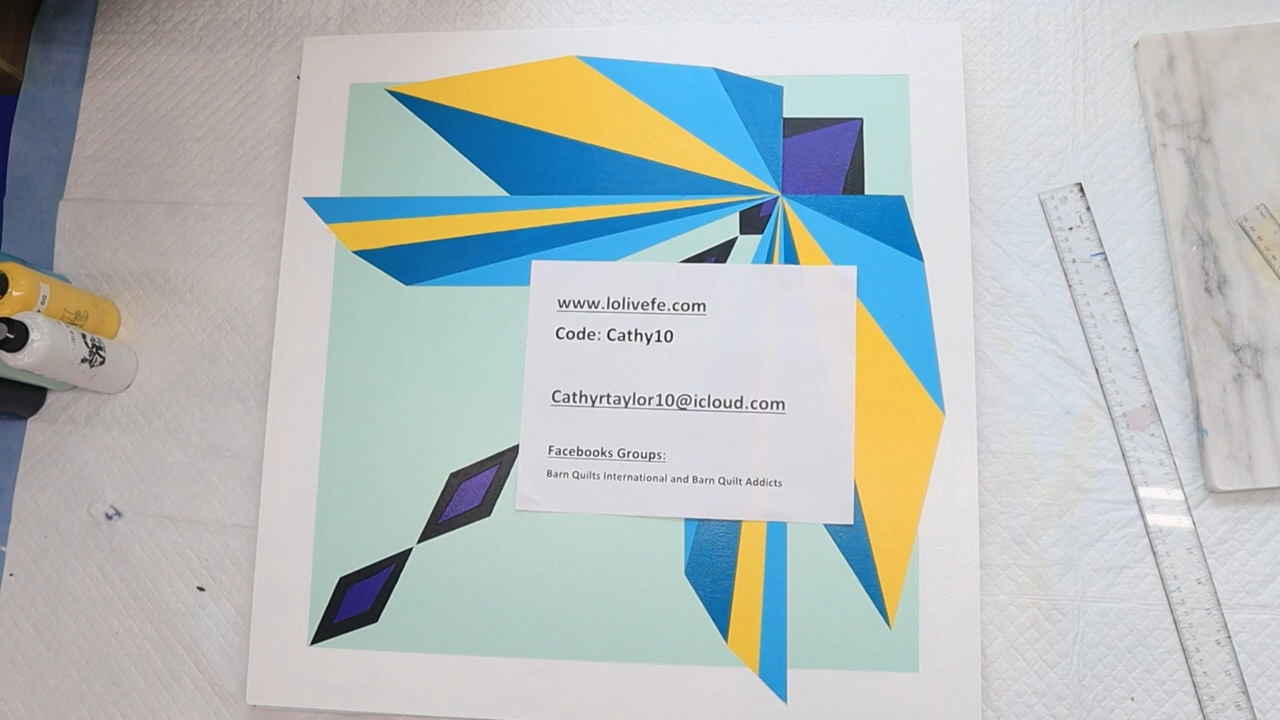 www.lolivefe.com
Code: Cathy10
Cathyrtaylor10@icloud.com
Facebooks Groups:
Barn Quilts International and Barn Quilt Addicts